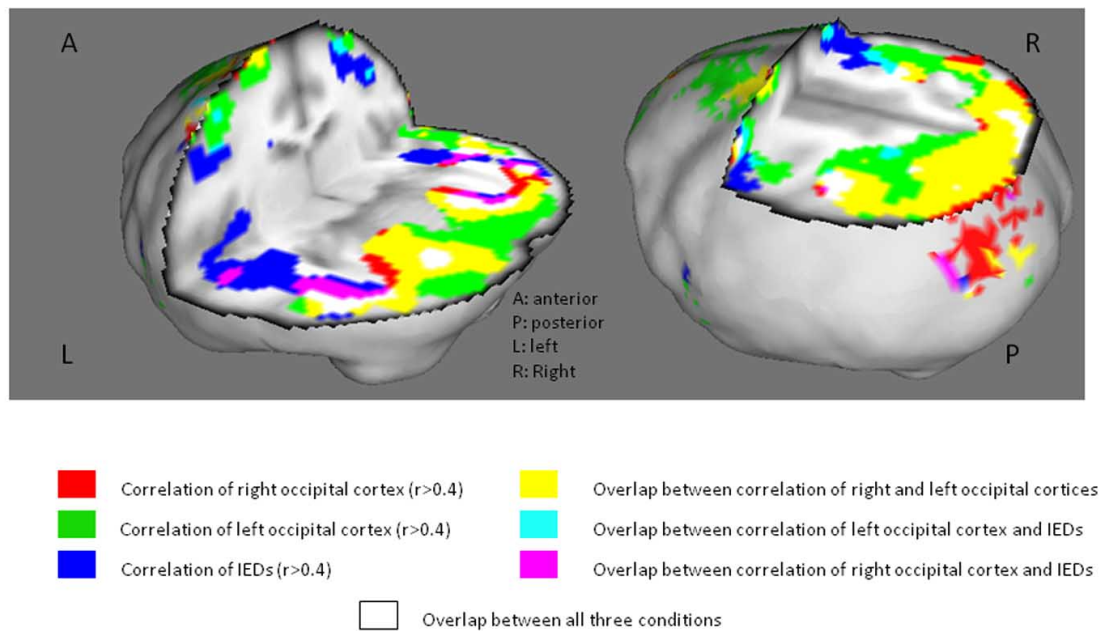 A
R
A: anterior
P: posterior
L: left
R: Right
L
P
Correlation of right occipital cortex (r>0.4)
Overlap between correlation of right and left occipital cortices
Correlation of left occipital cortex (r>0.4)
Overlap between correlation of left occipital cortex and IEDs
Correlation of IEDs (r>0.4)
Overlap between correlation of right occipital cortex and IEDs
Overlap between all three conditions